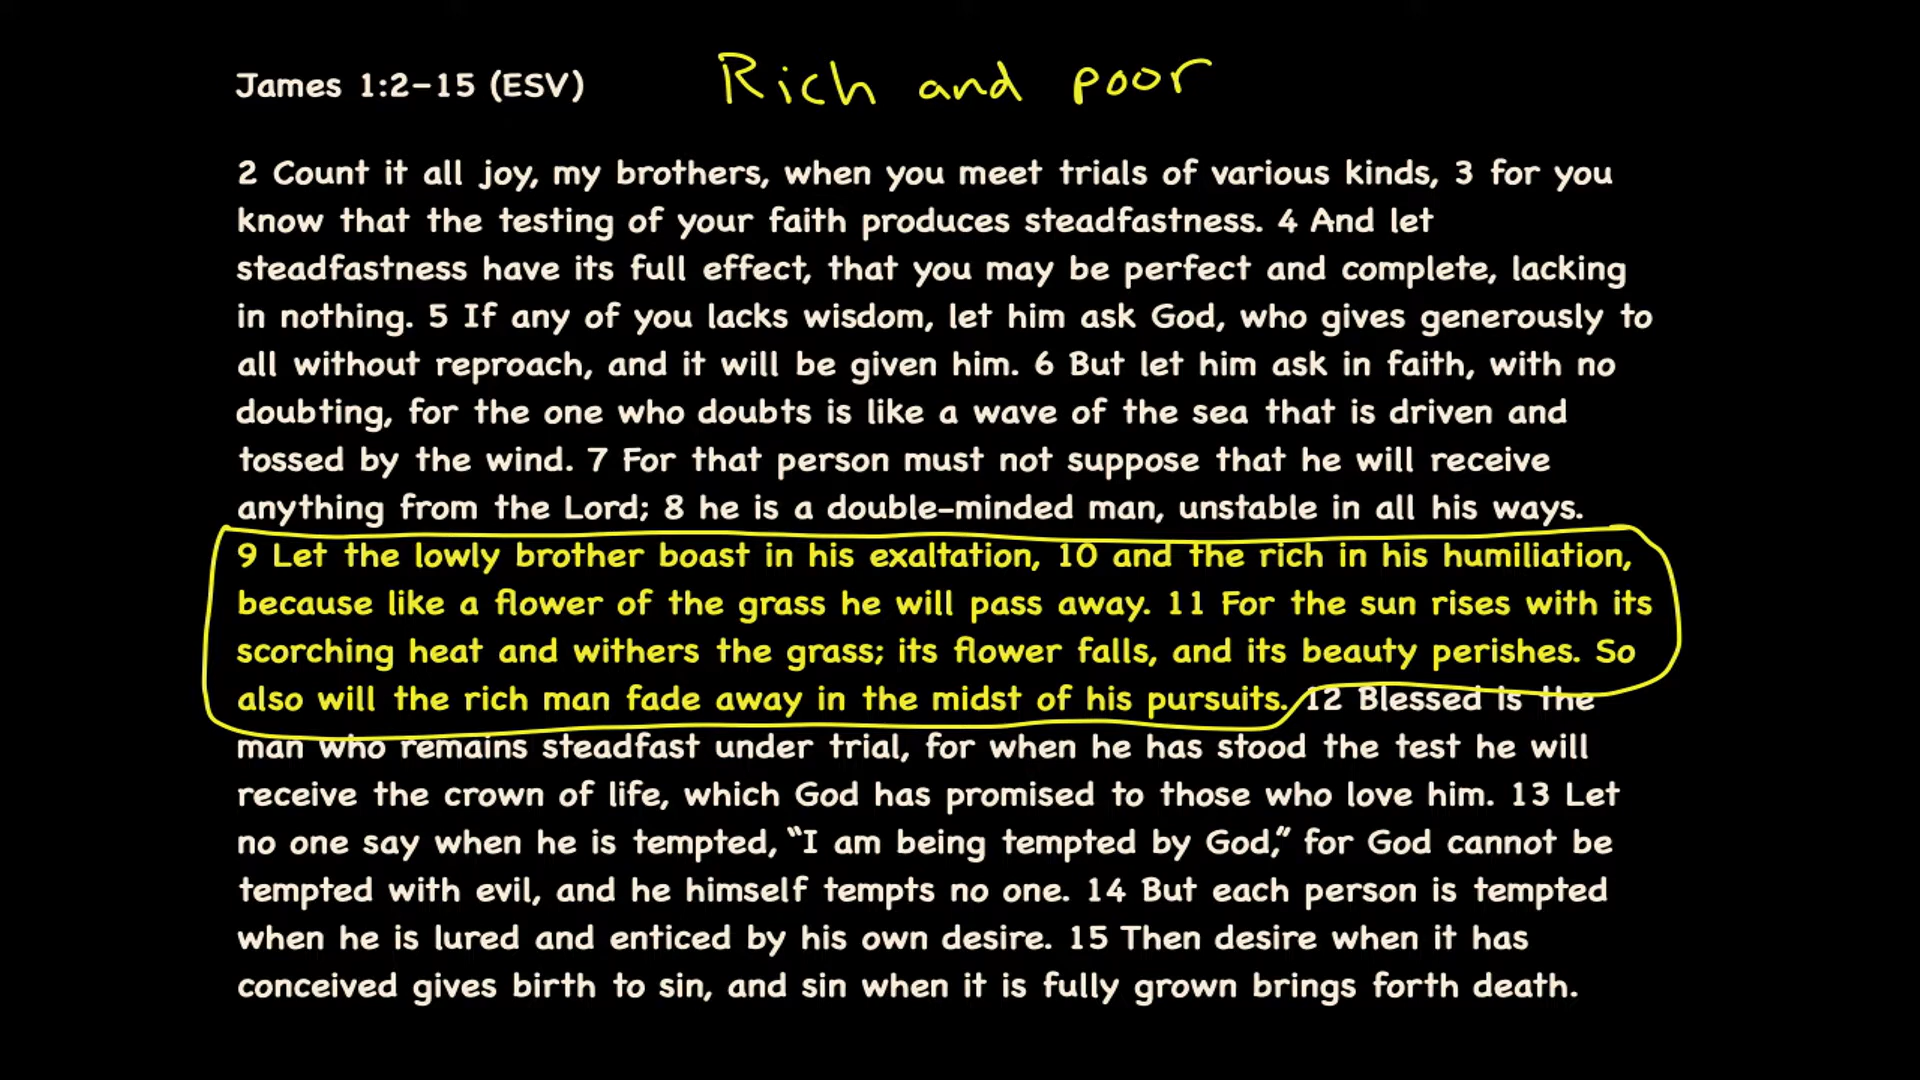 James 1:2–15 (ESV) Rich and poor
2 Count it all joy, my brothers, when you meet trials of various kinds, 3 for you
know that the testing of your faith produces steadfastness. 4 And let
steadfastness have its full effect, that you may be perfect and complete, lacking
in nothing. 5 If any of you lacks wisdom, let him ask God, who gives generously to
all without reproach, and it will be given him. 6 But let him ask in faith, with no
doubting, for the one who doubts is like a wave of the sea that is driven and
tossed by the wind. 7 For that person must not suppose that he will receive
anything from the Lord; 8 he is a double-minded man, unstable in all his ways.
9 Let the lowly brother boast in his exaltation, 10 and the rich in his humiliation,
because like a flower of the grass he will pass away. 11 For the sun rises with its
scorching heat and withers the grass; its flower falls, and its beauty perishes. So
also will the rich man fade away in the midst of his pursuits. 12 Blessed is the
man who remains steadfast under trial, for when he has stood the test he will
receive the crown of life, which God has promised to those who love him. 13 Let
no one say when he is tempted, “I am being tempted by God,” for God cannot be
tempted with evil, and he himself tempts no one. 14 But each person is tempted
when he is lured and enticed by his own desire. 15 Then desire when it has
conceived gives birth to sin, and sin when it is fully grown brings forth death.